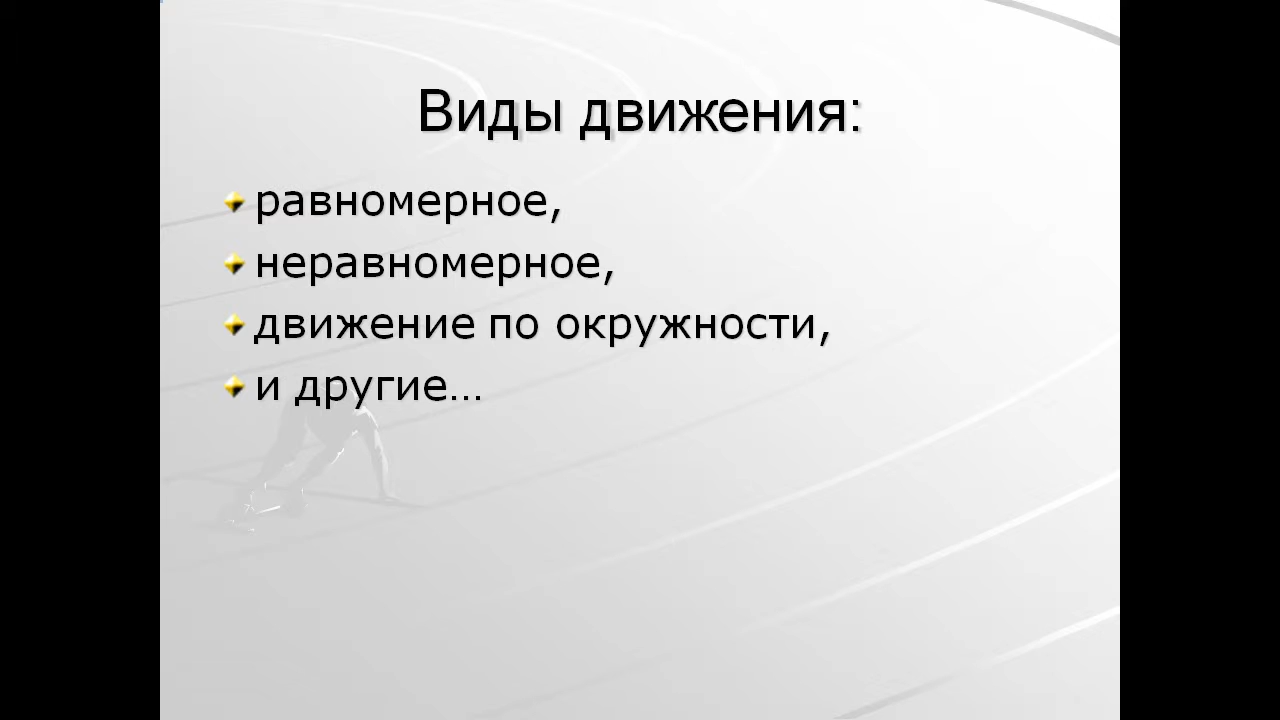 Виды движения:
равномерное,
неравномерное,
движение по окружности,
и другие...